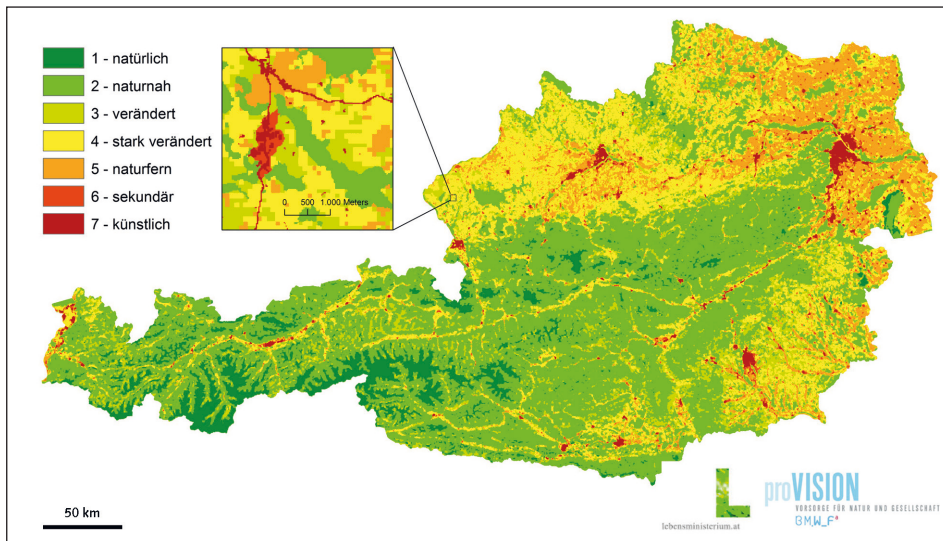 1 - natürlich
2 - naturnah
3 - verändert
4 - stark verändert
5 - naturfern
6 - sekundär
7 - künstlich
0 500 1.000 Meters
50 km
lebensministerium.at
proVISION
VORSORGE FÜR NATUR UND GESELLSCHAFT
BM.W_Fª